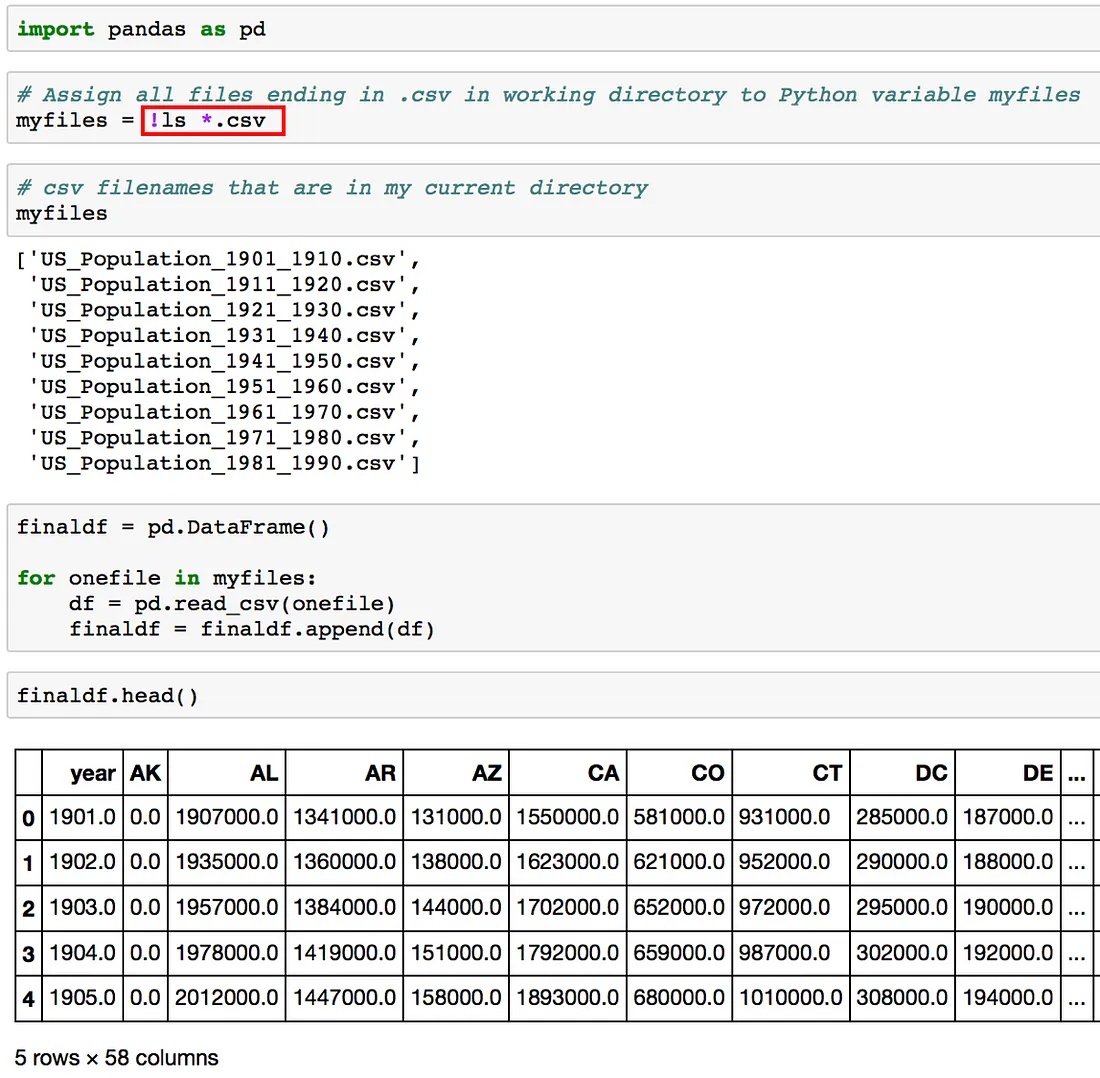 import pandas as pd
# Assign all files ending in .csv in working directory to Python variable myfiles
myfiles = !ls *.csv
# csv filenames that are in my current directory
myfiles
['US_Population_1901_1910.csv',
 'US_Population_1911_1920.csv',
 'US_Population_1921_1930.csv',
 'US_Population_1931_1940.csv',
 'US_Population_1941_1950.csv',
 'US_Population_1951_1960.csv',
 'US_Population_1961_1970.csv',
 'US_Population_1971_1980.csv',
 'US_Population_1981_1990.csv']
finaldf = pd.DataFrame()
for onefile in myfiles:
    df = pd.read_csv(onefile)
    finaldf = finaldf.append(df)
finaldf.head()
year AK AL AR AZ CA CO CT DC DE ...
0 1901.0 0.0 1907000.0 1341000.0 131000.0 1550000.0 581000.0 931000.0 285000.0 187000.0 ...
1 1902.0 0.0 1935000.0 1360000.0 138000.0 1623000.0 621000.0 952000.0 290000.0 188000.0 ...
2 1903.0 0.0 1957000.0 1384000.0 144000.0 1702000.0 652000.0 972000.0 295000.0 190000.0 ...
3 1904.0 0.0 1978000.0 1419000.0 151000.0 1792000.0 659000.0 987000.0 302000.0 192000.0 ...
4 1905.0 0.0 2012000.0 1447000.0 158000.0 1893000.0 680000.0 1010000.0 308000.0 194000.0 ...
5 rows × 58 columns